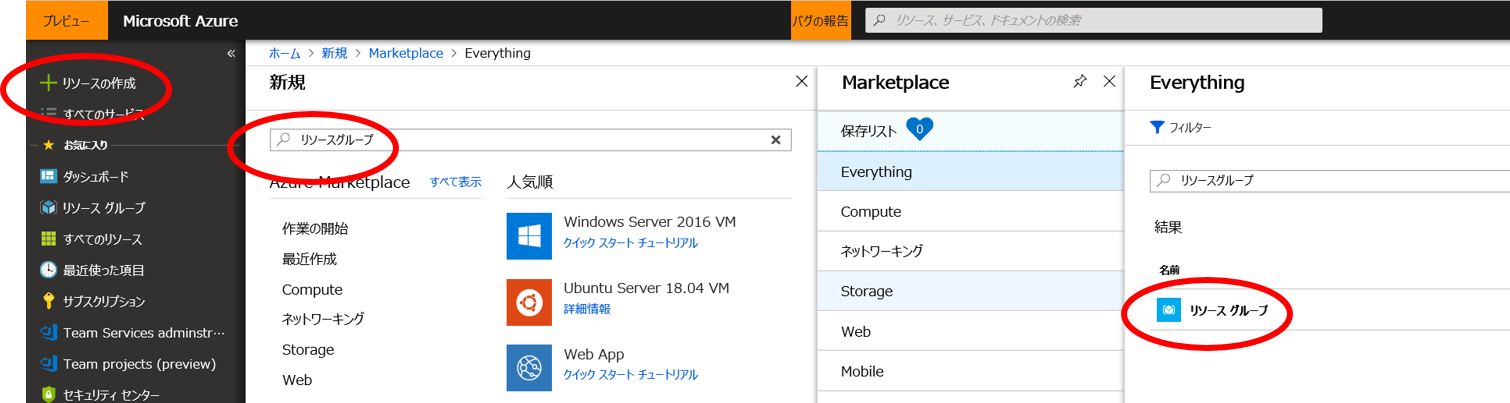 プレビュー
Microsoft Azure
バグの報告
リソース、サービス、ドキュメントの検索
«
リソースの作成
すべてのサービス
お気に入り
ダッシュボード
リソース グループ
すべてのリソース
最近使った項目
サブスクリプション
Team Services adminstr…
Team projects (preview)
セキュリティ センター
ホーム > 新規 > Marketplace > Everything
新規
リソースグループ
Azure Marketplace すべて表示
作業の開始
最近作成
Compute
ネットワーキング
Storage
Web
人気順
Windows Server 2016 VM
クイック スタート チュートリアル
Ubuntu Server 18.04 VM
詳細情報
Web App
クイック スタート チュートリアル
Marketplace
保存リスト 0
Everything
Compute
ネットワーキング
Storage
Web
Mobile
Everything
フィルター
リソースグループ
結果
名前
リソース グループ